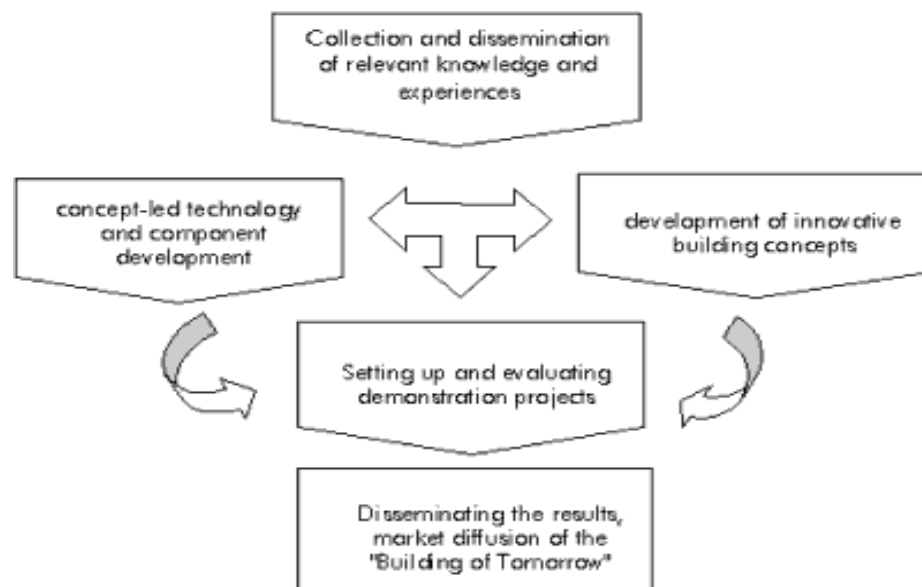 Collection and dissemination
of relevant knowledge and
experiences
concept-led technology
and component
development
development of innovative
building concepts
Setting up and evaluating
demonstration projects
Disseminating the results,
market diffusion of the
"Building of Tomorrow"